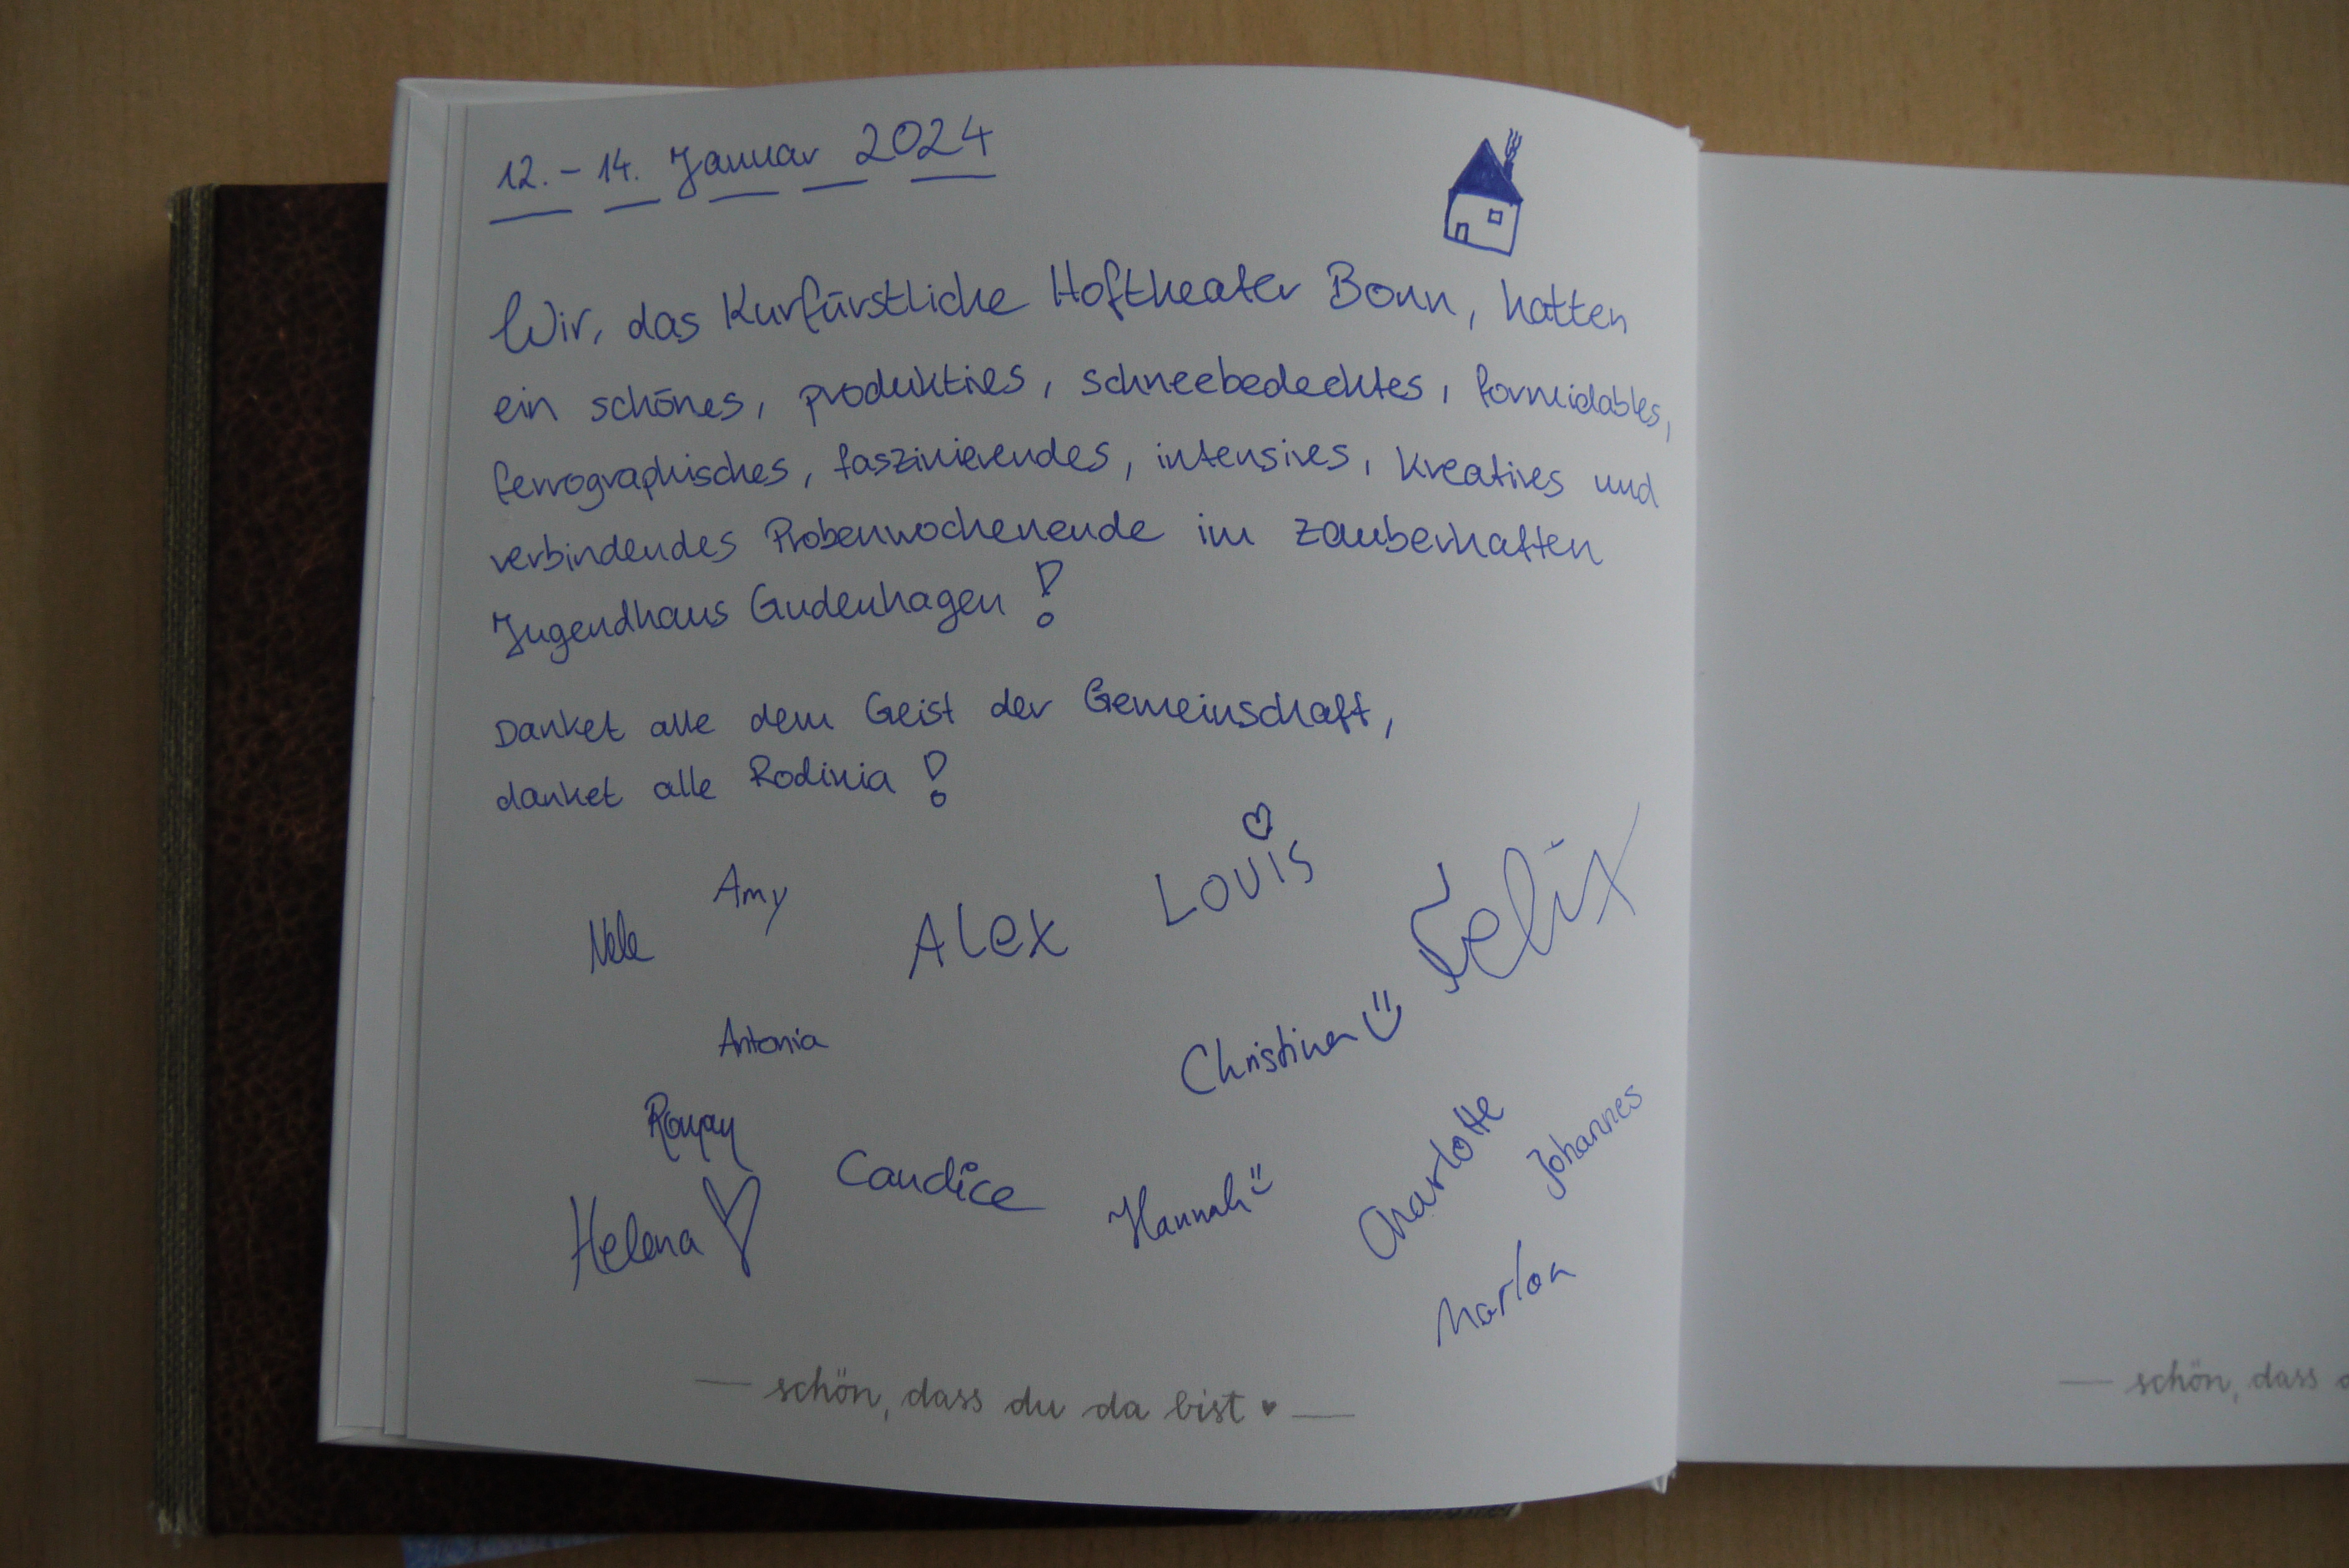 12. - 14. Januar 2024
Wir, das Kurfürstliche Hoftheater Bonn, hatten
ein schönes, produktives, schneebedecktes, formidables,
ferrographisches, faszinierendes, intensives, kreatives und
verbindendes Probenwochenende im zauberhaften
Jugendhaus Gudenhagen!
Danket alle dem Geist der Gemeinschaft,
danket alle Rodinia!
Amy
Nele
Alex
Louis
Felix
Antonia
Christina
Candice
Helena
Hannah
Charlotte
Johannes
Marlon
schön, dass du da bist
schön, dass